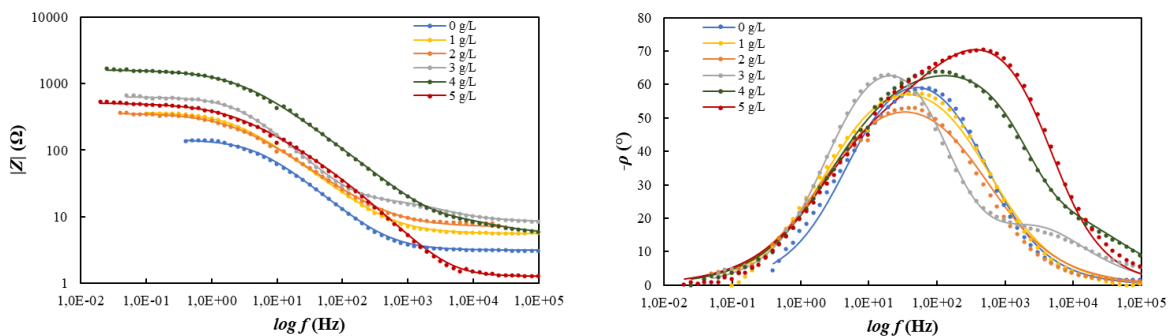 10000
1000
100
10
1
|Z| (Ω)
1,0E-02 1,0E-01 1,0E+00 1,0E+01 1,0E+02 1,0E+03 1,0E+04 1,0E+05
log f (Hz)
0 g/L
1 g/L
2 g/L
3 g/L
4 g/L
5 g/L
80
70
60
50
40
30
20
10
0
-ρ (°)
1,0E-02 1,0E-01 1,0E+00 1,0E+01 1,0E+02 1,0E+03 1,0E+04 1,0E+05
log f (Hz)
0 g/L
1 g/L
2 g/L
3 g/L
4 g/L
5 g/L